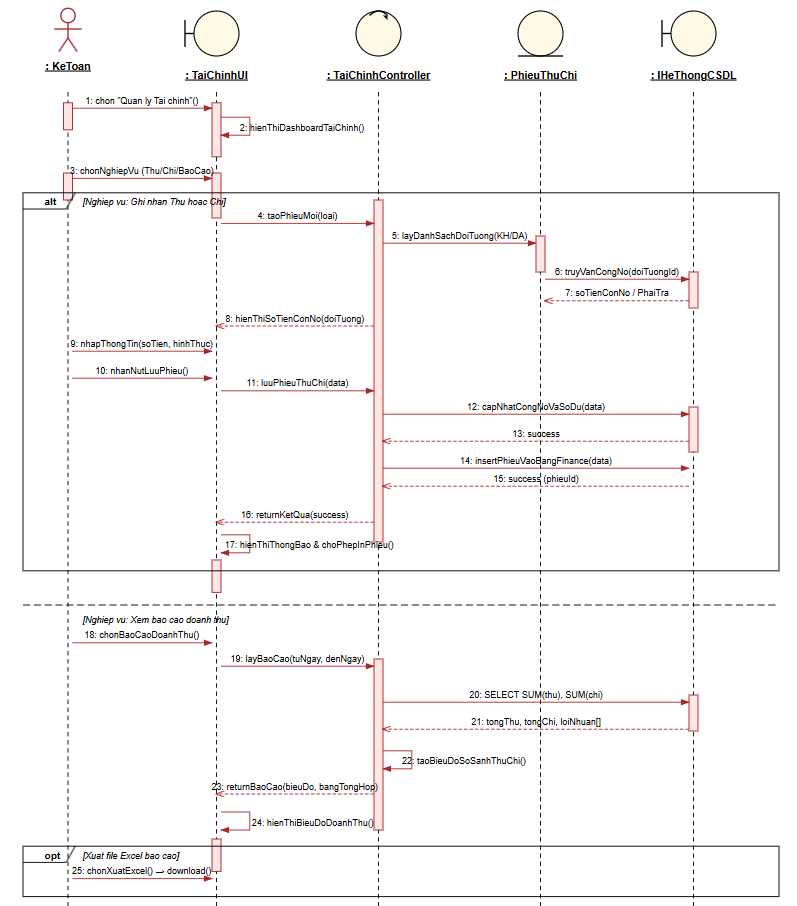 : KeToan
: TaiChinhUI
: TaiChinhController
: PhieuThuChi
: IHeThongCSDL
1: chon "Quan ly Tai chinh"()
2: hienThiDashboardTaiChinh()
3: chonNghiepVu (Thu/Chi/BaoCao)
alt
[Nghiep vu: Ghi nhan Thu hoac Chi]
4: taoPhieuMoi(loai)
5: layDanhSachDoiTuong(KH/DA)
6: truyVanCongNo(doiTuongId)
7: soTienConNo / PhaiTra
8: hienThiSoTienConNo(doiTuong)
9: nhapThongTin(soTien, hinhThuc)
10: nhanNutLuuPhieu()
11: luuPhieuThuChi(data)
12: capNhatCongNoVaSoDu(data)
13: success
14: insertPhieuVaoBangFinance(data)
15: success (phieuId)
16: returnKetQua(success)
17: hienThiThongBao & choPhepInPhieu()
[Nghiep vu: Xem bao cao doanh thu]
18: chonBaoCaoDoanhThu()
19: layBaoCao(tuNgay, denNgay)
20: SELECT SUM(thu), SUM(chi)
21: tongThu, tongChi, loiNhuan[]
22: taoBieuDoSoSanhThuChi()
23: returnBaoCao(bieuDo, bangTongHop)
24: hienThiBieuDoDoanhThu()
opt
[Xuat file Excel bao cao]
25: chonXuatExcel() → download()